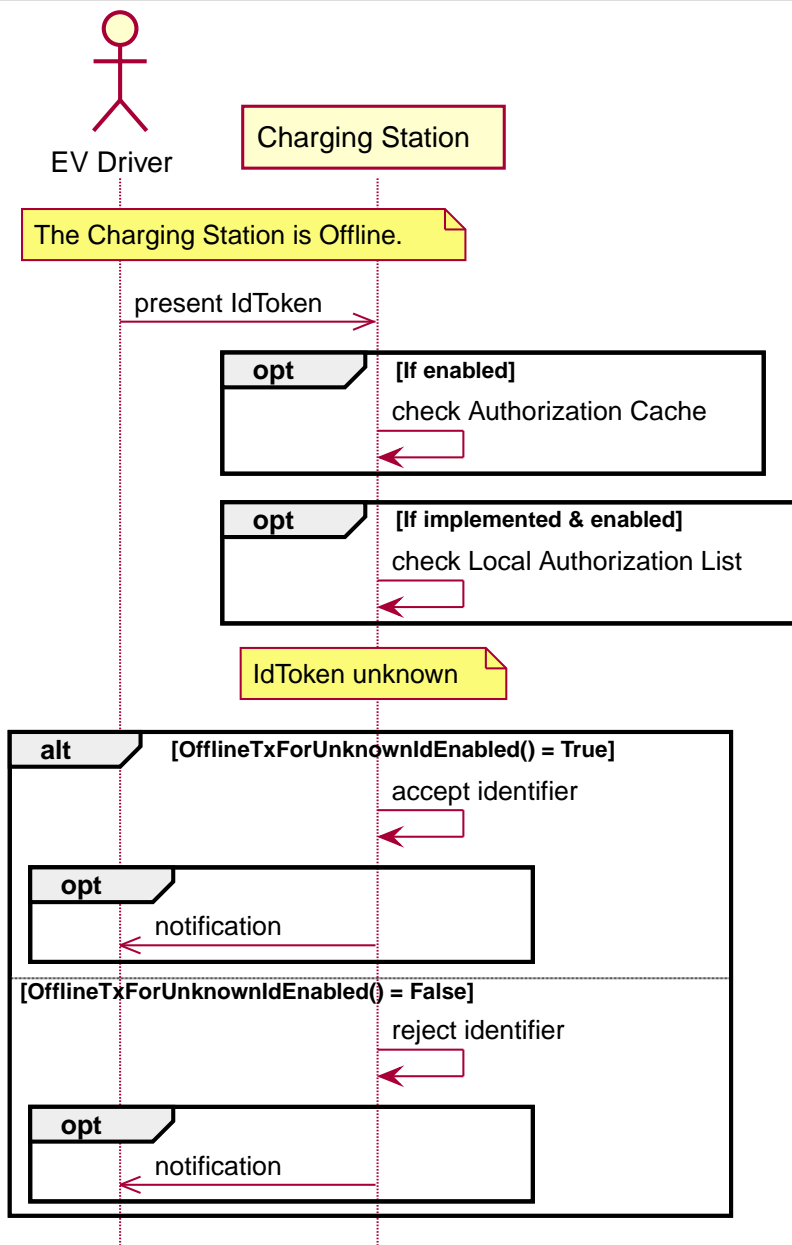 EV Driver
Charging Station
The Charging Station is Offline.
present IdToken
opt [If enabled]
check Authorization Cache
opt [If implemented & enabled]
check Local Authorization List
IdToken unknown
alt [OfflineTxForUnknownIdEnabled() = True]
accept identifier
opt
notification
[OfflineTxForUnknownIdEnabled() = False]
reject identifier
opt
notification